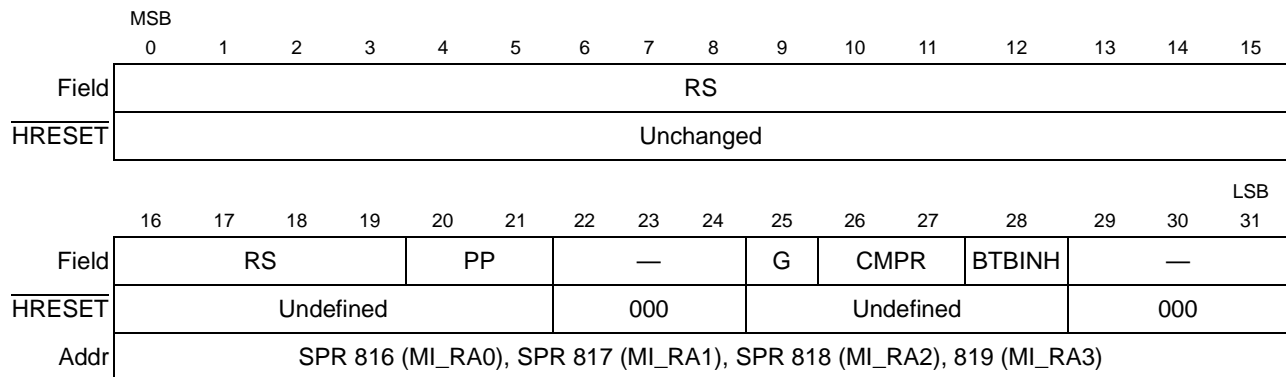 MSB
0 1 2 3 4 5 6 7 8 9 10 11 12 13 14 15
Field RS
HRESET Unchanged
LSB
16 17 18 19 20 21 22 23 24 25 26 27 28 29 30 31
Field RS PP — G CMPR BTBINH —
HRESET Undefined 000 Undefined 000
Addr SPR 816 (MI_RA0), SPR 817 (MI_RA1), SPR 818 (MI_RA2), 819 (MI_RA3)